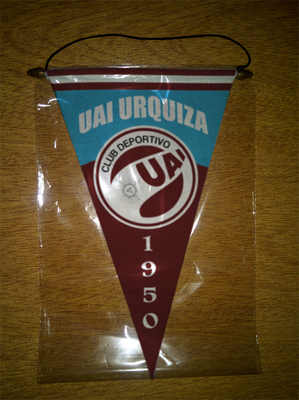 UAI URQUIZA
CLUB DEPORTIVO
UAI
1950